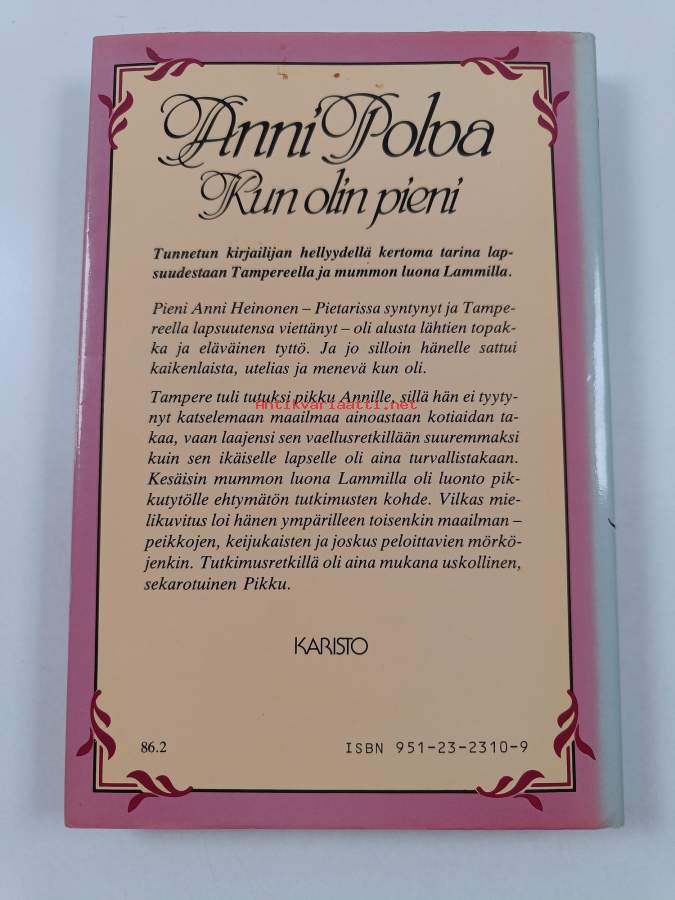 Anni Polva
Kun olin pieni
Tunnetun kirjailijan hellyydellä kertoma tarina lap-
suudestaan Tampereella ja mummon luona Lammilla.
Pieni Anni Heinonen – Pietarissa syntynyt ja Tampe-
reella lapsuutensa viettänyt – oli alusta lähtien topak-
ka ja eläväinen tyttö. Ja jo silloin hänelle sattui
kaikenlaista, utelias ja menevä kun oli.
Tampere tuli tutuksi pikku Annille, sillä hän ei tyyty-
Antikvariaatti.net
nyt katselemaan maailmaa ainoastaan kotiaidan ta-
kaa, vaan laajensi sen vaellusretkillään suuremmaksi
kuin sen ikäiselle lapselle oli aina turvallistakaan.
Kesäisin mummon luona Lammilla oli luonto pik-
kutytölle ehtymätön tutkimusten kohde. Vilkas mie-
likuvitus loi hänen ympärilleen toisenkin maailman –
peikkojen, keijukaisten ja joskus peloittavien mörkö-
jenkin. Tutkimusretkillä oli aina mukana uskollinen,
sekarotuinen Pikku.
KARISTO
86.2
ISBN 951-23-2310-9